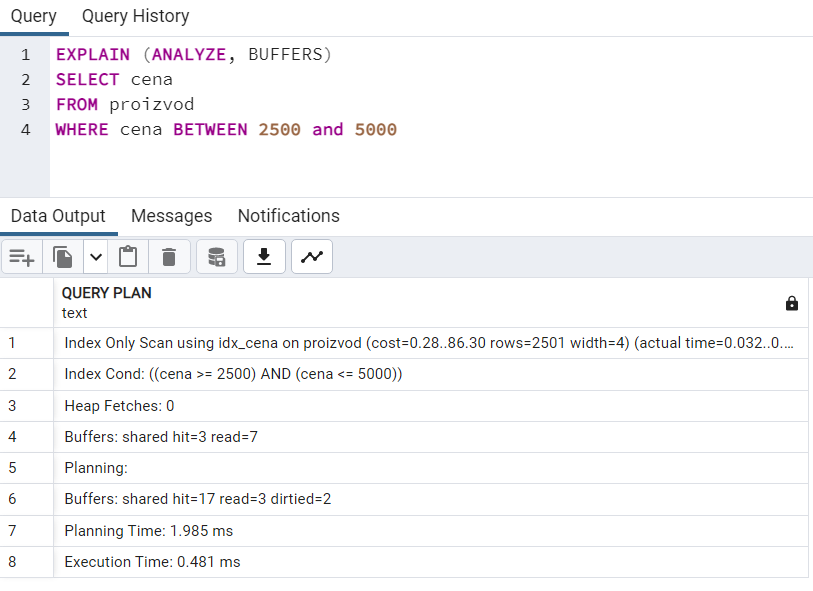 Query Query History
1 EXPLAIN (ANALYZE, BUFFERS)
2 SELECT cena
3 FROM proizvod
4 WHERE cena BETWEEN 2500 and 5000
Data Output Messages Notifications
QUERY PLAN
text
1 Index Only Scan using idx_cena on proizvod (cost=0.28..86.30 rows=2501 width=4) (actual time=0.032..0....
2 Index Cond: ((cena >= 2500) AND (cena <= 5000))
3 Heap Fetches: 0
4 Buffers: shared hit=3 read=7
5 Planning:
6 Buffers: shared hit=17 read=3 dirtied=2
7 Planning Time: 1.985 ms
8 Execution Time: 0.481 ms